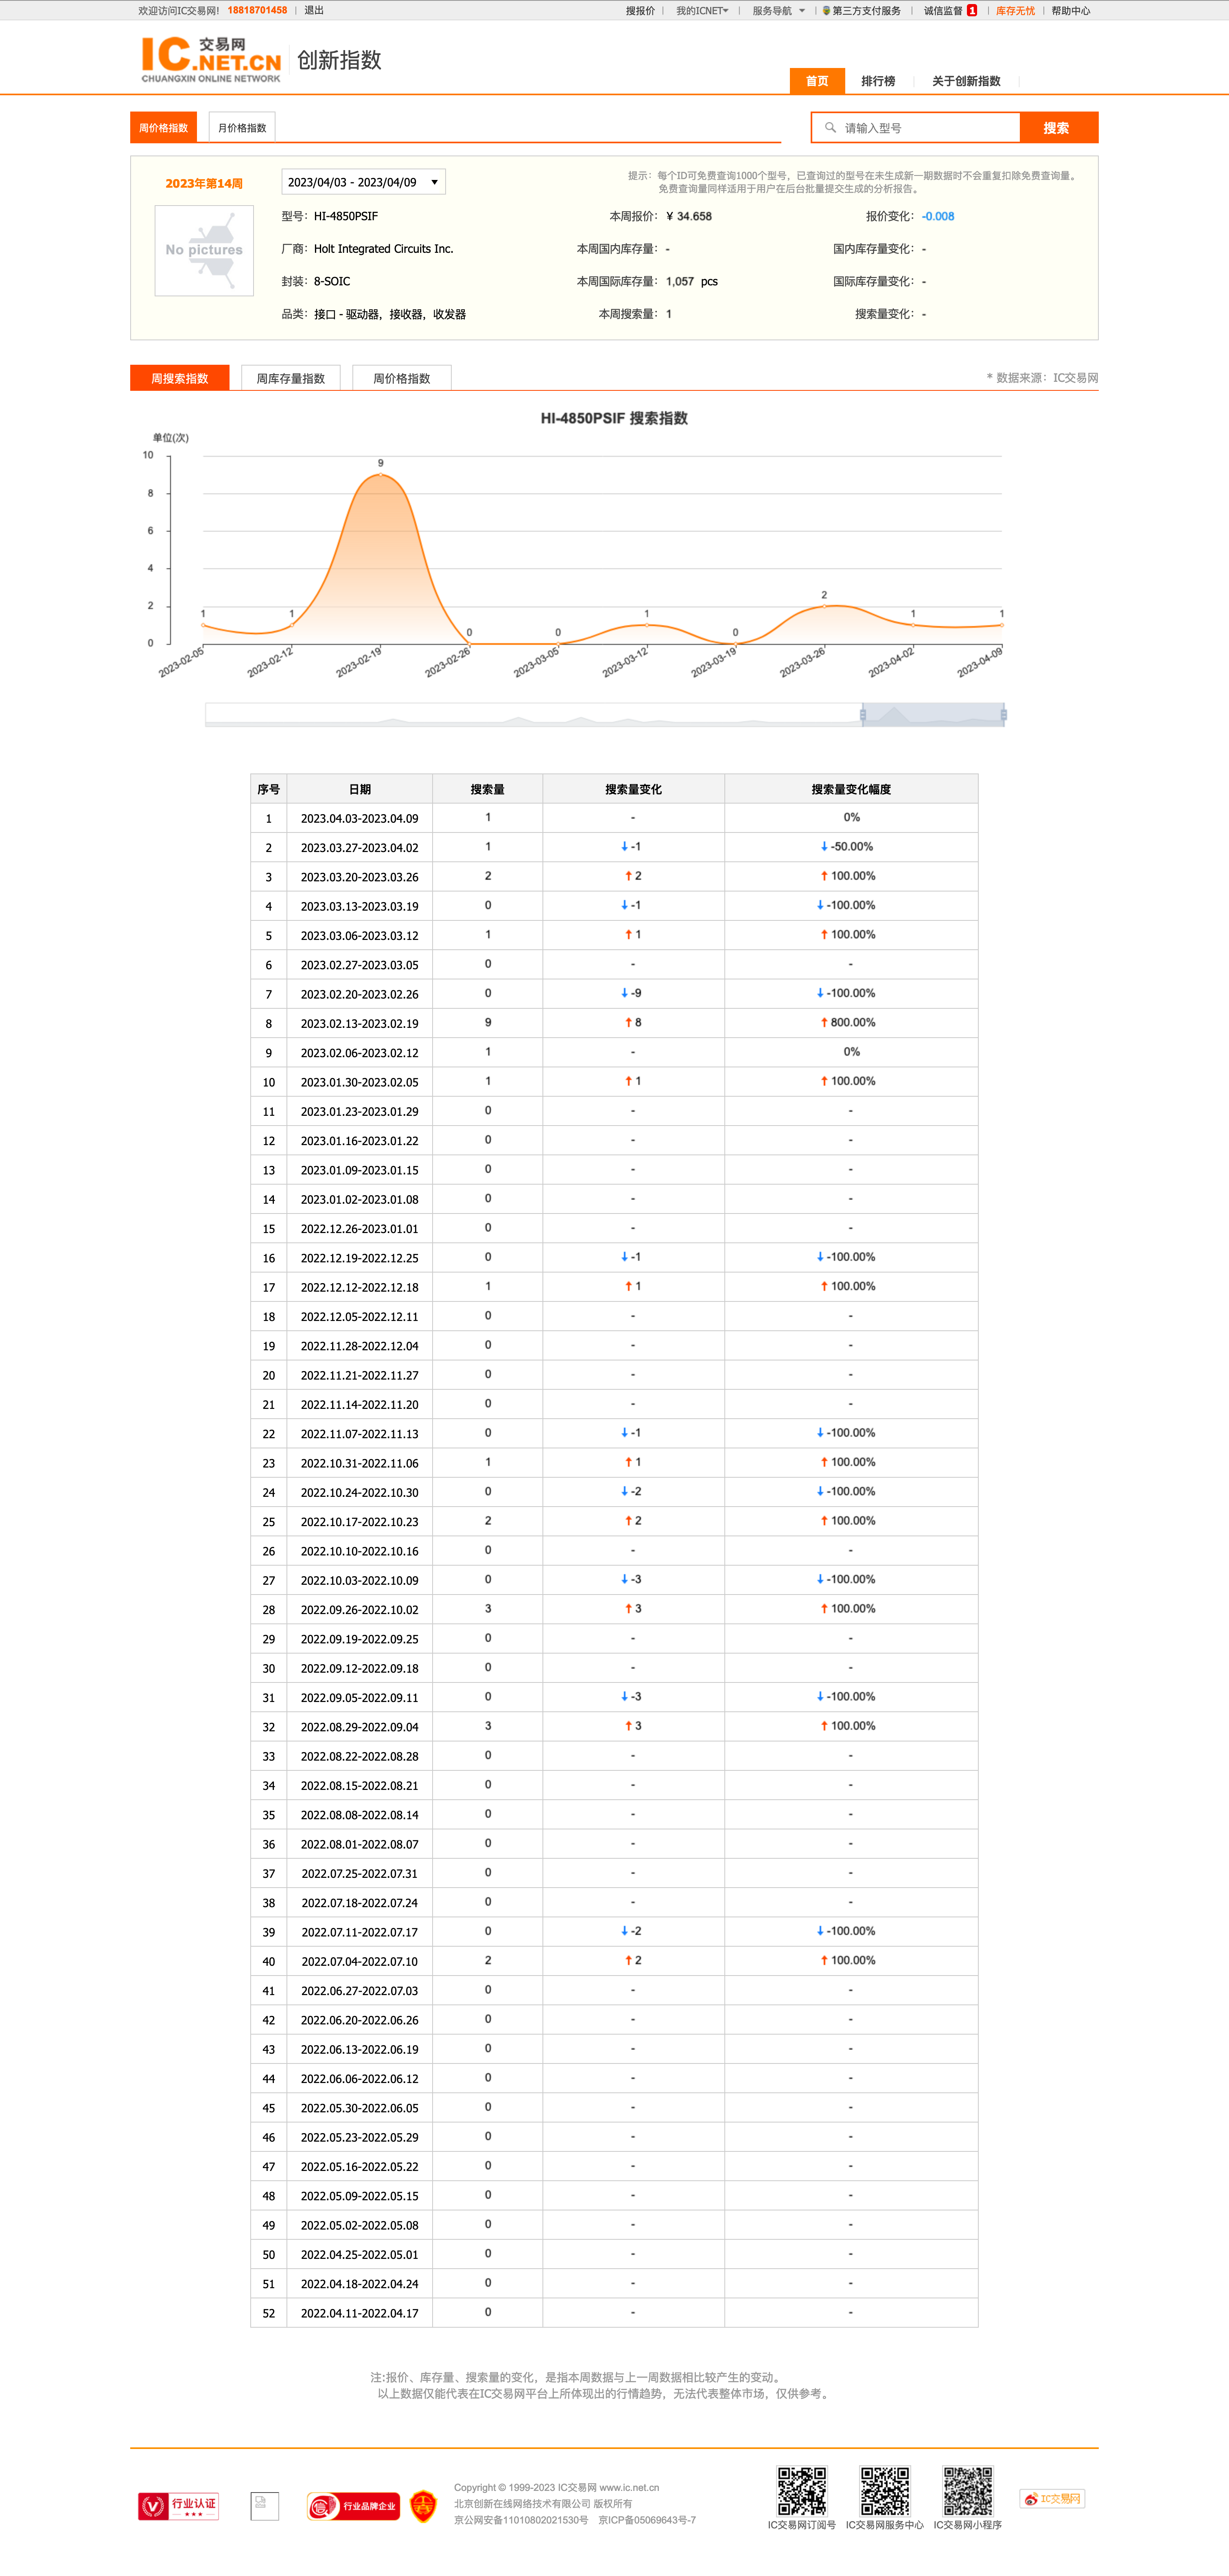 欢迎访问IC交易网! 18818701458 | 退出 搜报价 | 我的ICNET | 服务导航 | 第三方支付服务 | 诚信监督 1 | 库存无忧 | 帮助中心
IC 交易网 .NET.CN CHUANGXIN ONLINE NETWORK 创新指数
首页 排行榜 关于创新指数
周价格指数 月价格指数 请输入型号 搜索
2023年第14周 2023/04/03 - 2023/04/09 提示：每个ID可免费查询1000个型号，已查询过的型号在未生成新一期数据时不会重复扣除免费查询量。
免费查询量同样适用于用户在后台批量提交生成的分析报告。
No pictures
型号：HI-4850PSIF 本周报价：¥ 34.658 报价变化：-0.008
厂商：Holt Integrated Circuits Inc. 本周国内库存量：- 国内库存量变化：-
封装：8-SOIC 本周国际库存量：1,057 pcs 国际库存量变化：-
品类：接口 - 驱动器，接收器，收发器 本周搜索量：1 搜索量变化：-
周搜索指数 周库存量指数 周价格指数 * 数据来源：IC交易网
HI-4850PSIF 搜索指数
单位(次)
10
8
6
4
2
0
1 1 9 0 0 1 0 2 1 1
2023-02-05 2023-02-12 2023-02-19 2023-02-26 2023-03-05 2023-03-12 2023-03-19 2023-03-26 2023-04-02 2023-04-09
序号 日期 搜索量 搜索量变化 搜索量变化幅度
1 2023.04.03-2023.04.09 1 - 0%
2 2023.03.27-2023.04.02 1 ↓-1 ↓-50.00%
3 2023.03.20-2023.03.26 2 ↑2 ↑100.00%
4 2023.03.13-2023.03.19 0 ↓-1 ↓-100.00%
5 2023.03.06-2023.03.12 1 ↑1 ↑100.00%
6 2023.02.27-2023.03.05 0 - -
7 2023.02.20-2023.02.26 0 ↓-9 ↓-100.00%
8 2023.02.13-2023.02.19 9 ↑8 ↑800.00%
9 2023.02.06-2023.02.12 1 - 0%
10 2023.01.30-2023.02.05 1 ↑1 ↑100.00%
11 2023.01.23-2023.01.29 0 - -
12 2023.01.16-2023.01.22 0 - -
13 2023.01.09-2023.01.15 0 - -
14 2023.01.02-2023.01.08 0 - -
15 2022.12.26-2023.01.01 0 - -
16 2022.12.19-2022.12.25 0 ↓-1 ↓-100.00%
17 2022.12.12-2022.12.18 1 ↑1 ↑100.00%
18 2022.12.05-2022.12.11 0 - -
19 2022.11.28-2022.12.04 0 - -
20 2022.11.21-2022.11.27 0 - -
21 2022.11.14-2022.11.20 0 - -
22 2022.11.07-2022.11.13 0 ↓-1 ↓-100.00%
23 2022.10.31-2022.11.06 1 ↑1 ↑100.00%
24 2022.10.24-2022.10.30 0 ↓-2 ↓-100.00%
25 2022.10.17-2022.10.23 2 ↑2 ↑100.00%
26 2022.10.10-2022.10.16 0 - -
27 2022.10.03-2022.10.09 0 ↓-3 ↓-100.00%
28 2022.09.26-2022.10.02 3 ↑3 ↑100.00%
29 2022.09.19-2022.09.25 0 - -
30 2022.09.12-2022.09.18 0 - -
31 2022.09.05-2022.09.11 0 ↓-3 ↓-100.00%
32 2022.08.29-2022.09.04 3 ↑3 ↑100.00%
33 2022.08.22-2022.08.28 0 - -
34 2022.08.15-2022.08.21 0 - -
35 2022.08.08-2022.08.14 0 - -
36 2022.08.01-2022.08.07 0 - -
37 2022.07.25-2022.07.31 0 - -
38 2022.07.18-2022.07.24 0 - -
39 2022.07.11-2022.07.17 0 ↓-2 ↓-100.00%
40 2022.07.04-2022.07.10 2 ↑2 ↑100.00%
41 2022.06.27-2022.07.03 0 - -
42 2022.06.20-2022.06.26 0 - -
43 2022.06.13-2022.06.19 0 - -
44 2022.06.06-2022.06.12 0 - -
45 2022.05.30-2022.06.05 0 - -
46 2022.05.23-2022.05.29 0 - -
47 2022.05.16-2022.05.22 0 - -
48 2022.05.09-2022.05.15 0 - -
49 2022.05.02-2022.05.08 0 - -
50 2022.04.25-2022.05.01 0 - -
51 2022.04.18-2022.04.24 0 - -
52 2022.04.11-2022.04.17 0 - -
注:报价、库存量、搜索量的变化，是指本周数据与上一周数据相比较产生的变动。
以上数据仅能代表在IC交易网平台上所体现出的行情趋势，无法代表整体市场，仅供参考。
行业认证 信 行业品牌企业
Copyright © 1999-2023 IC交易网 www.ic.net.cn
北京创新在线网络技术有限公司 版权所有
京公网安备11010802021530号 京ICP备05069643号-7
IC交易网订阅号 IC交易网服务中心 IC交易网小程序 IC交易网